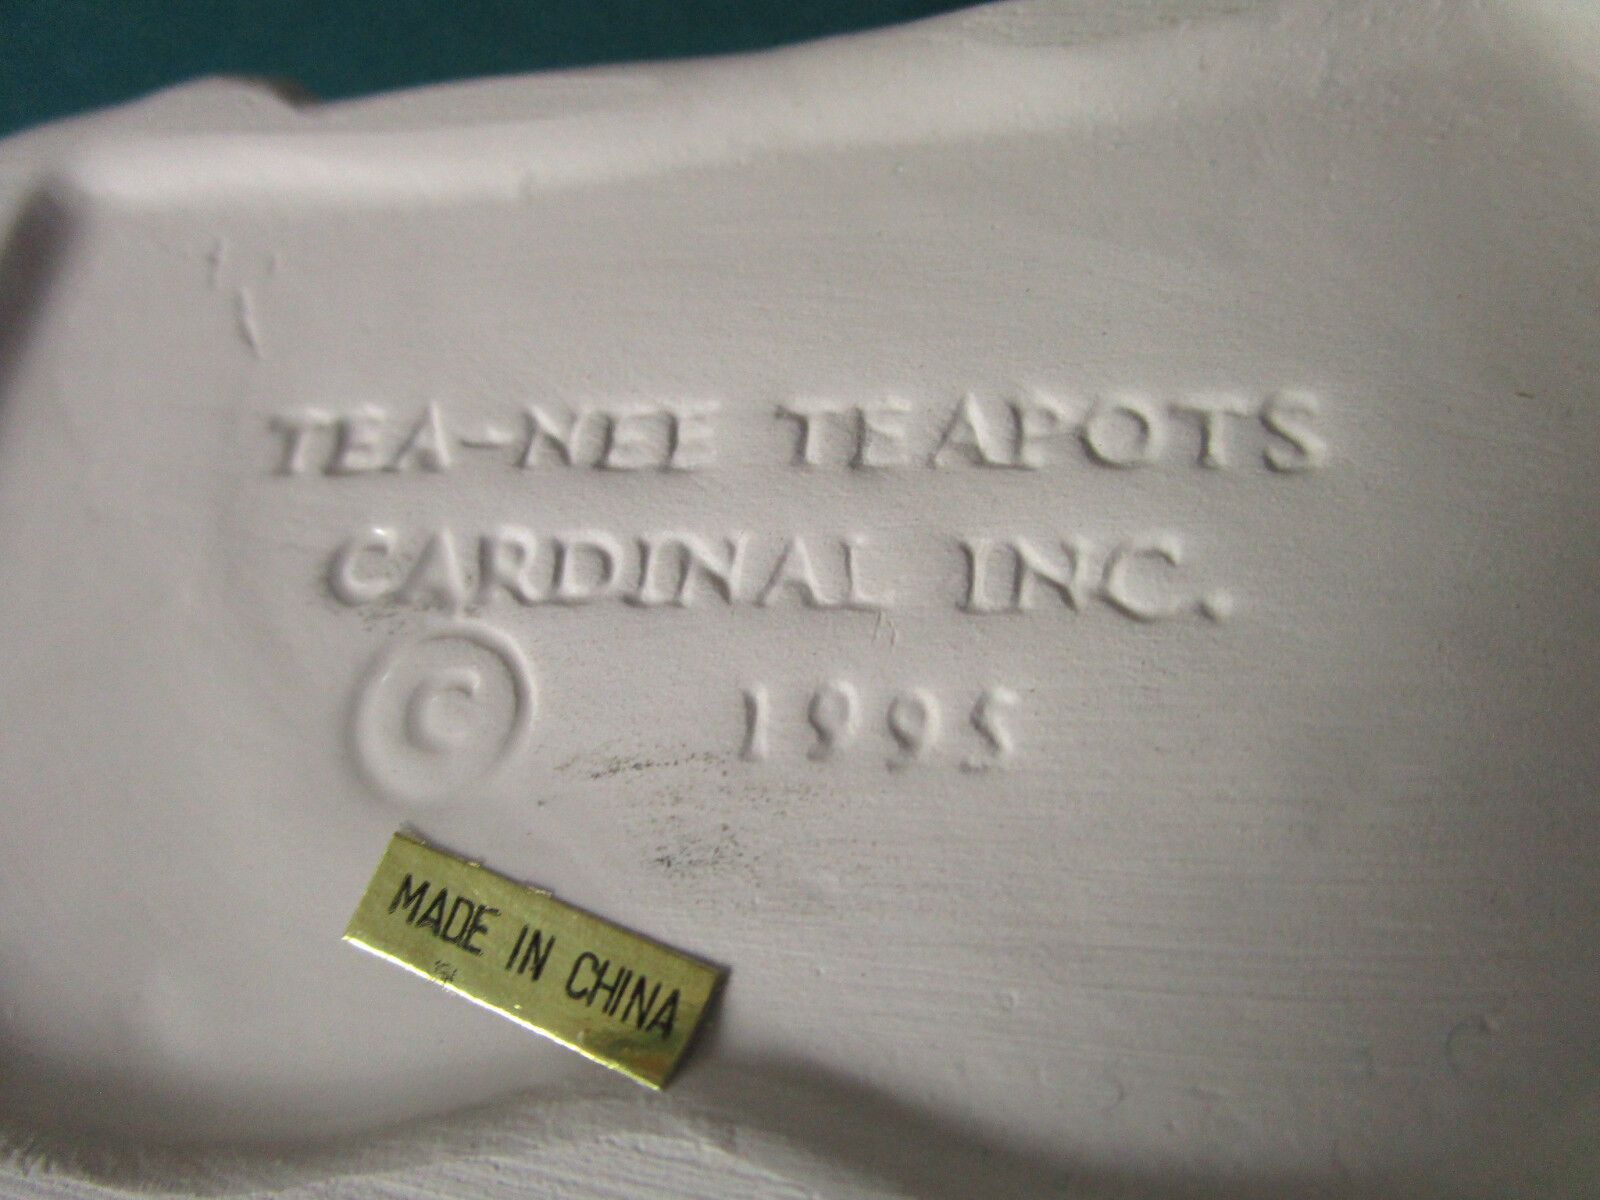 TEA-NEE TEAPOTS
CARDINAL INC.
© 1995
MADE IN CHINA